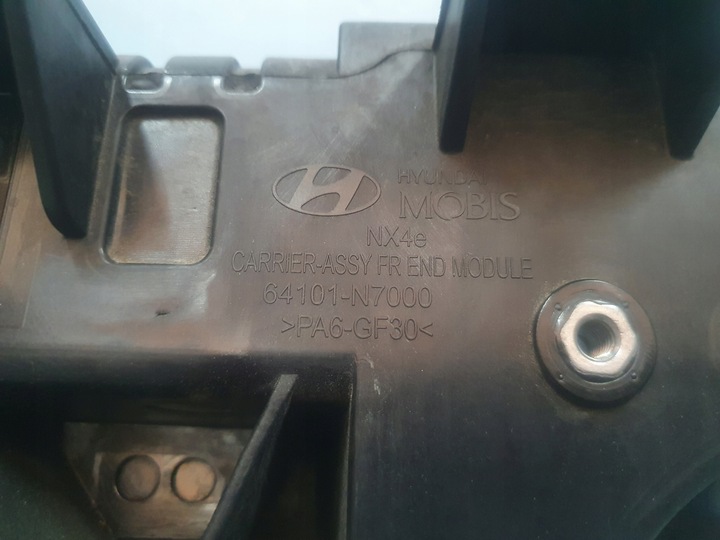 HYUNDAI
MOBIS
NX4e
CARRIER-ASSY FR END MODULE
64101-N7000
>PA6-GF30<